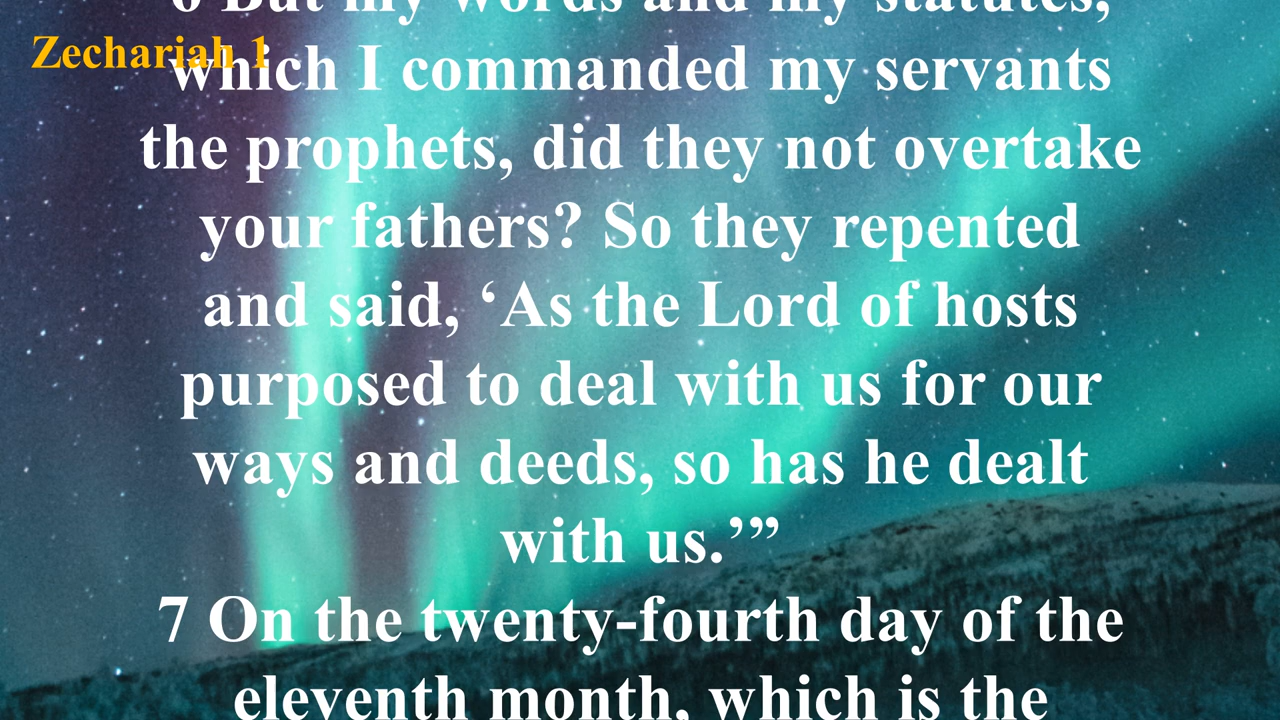 6 But my words and my statutes,
Zechariah 1
which I commanded my servants
the prophets, did they not overtake
your fathers? So they repented
and said, ‘As the Lord of hosts
purposed to deal with us for our
ways and deeds, so has he dealt
with us.’”
7 On the twenty-fourth day of the
eleventh month, which is the